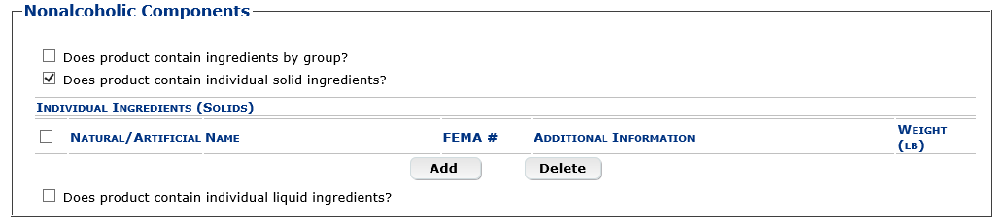 Nonalcoholic Components
Does product contain ingredients by group?
Does product contain individual solid ingredients?
Individual Ingredients (Solids)
Natural/Artificial Name FEMA # Additional Information Weight
(lb)
Add Delete
Does product contain individual liquid ingredients?